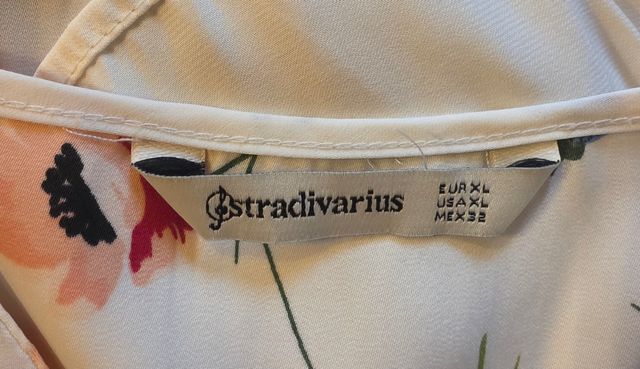 stradivarius
EUR XL
USA XL
MEX 32